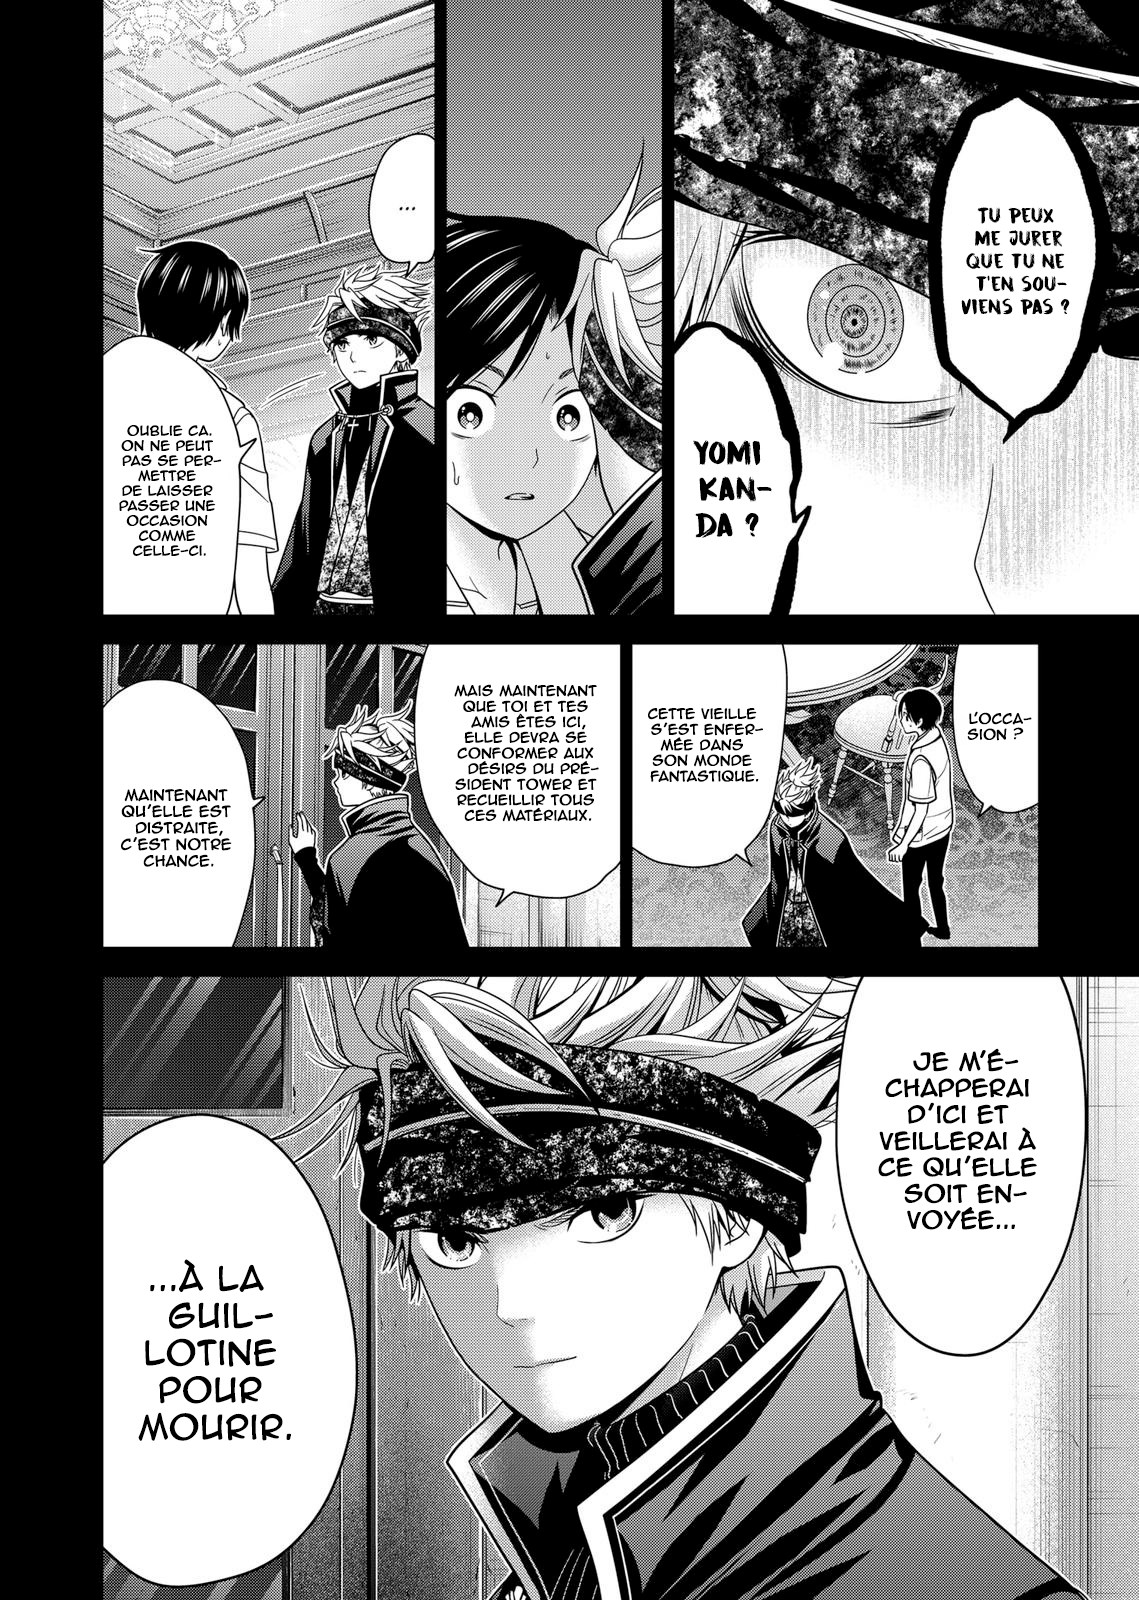 TU PEUX
ME JURER
QUE TU NE
T'EN SOU-
VIENS PAS ?
YOMI
KAN-
DA ?
...
OUBLIE CA.
ON NE PEUT
PAS SE PER-
METTRE
DE LAISSER
PASSER UNE
OCCASION
COMME
CELLE-CI.
L'OCCA-
SION ?
CETTE VIEILLE
S'EST ENFER-
MÉE DANS
SON MONDE
FANTASTIQUE.
MAIS MAINTENANT
QUE TOI ET TES
AMIS ÊTES ICI,
ELLE DEVRA SE
CONFORMER AUX
DÉSIRS DU PRÉ-
SIDENT TOWER ET
RECUEILLIR TOUS
CES MATÉRIAUX.
MAINTENANT
QU'ELLE EST
DISTRAITE,
C'EST NOTRE
CHANCE.
JE M'É-
CHAPPERAI
D'ICI ET
VEILLERAI À
CE QU'ELLE
SOIT EN-
VOYÉE...
...À LA
GUIL-
LOTINE
POUR
MOURIR.